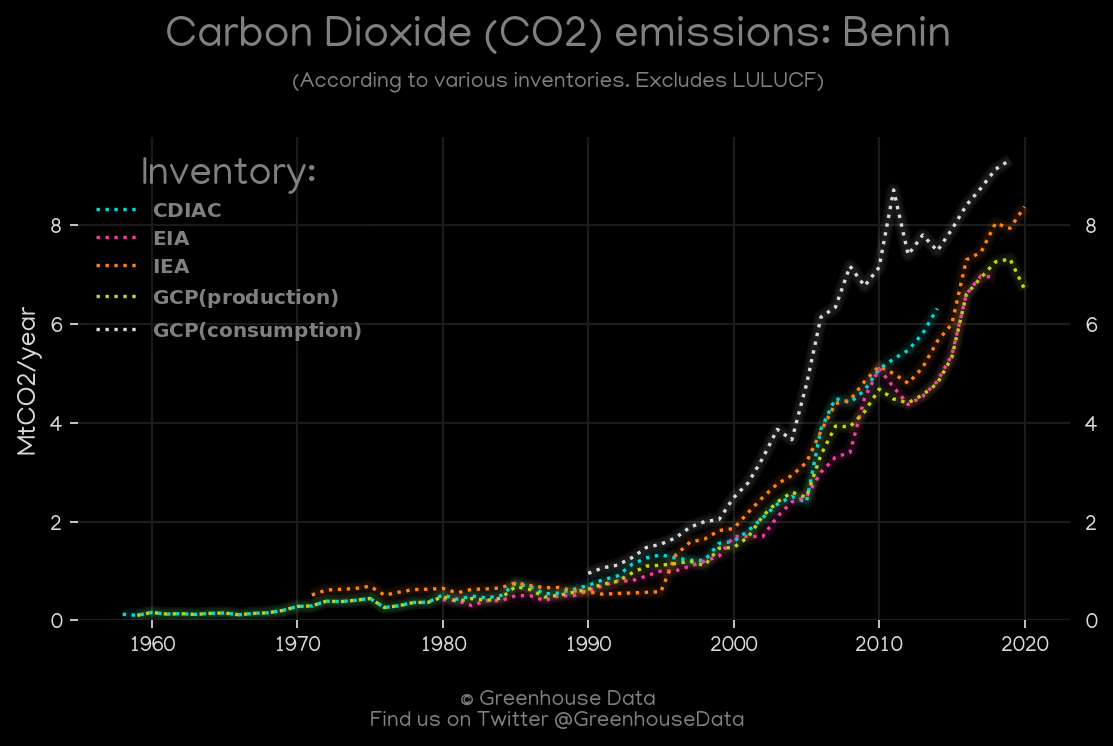 Carbon Dioxide (CO2) emissions: Benin
(According to various inventories. Excludes LULUCF)
Inventory:
CDIAC
EIA
IEA
GCP(production)
GCP(consumption)
MtCO2/year
8 8
6 6
4 4
2 2
0 0
1960 1970 1980 1990 2000 2010 2020
© Greenhouse Data
Find us on Twitter @GreenhouseData